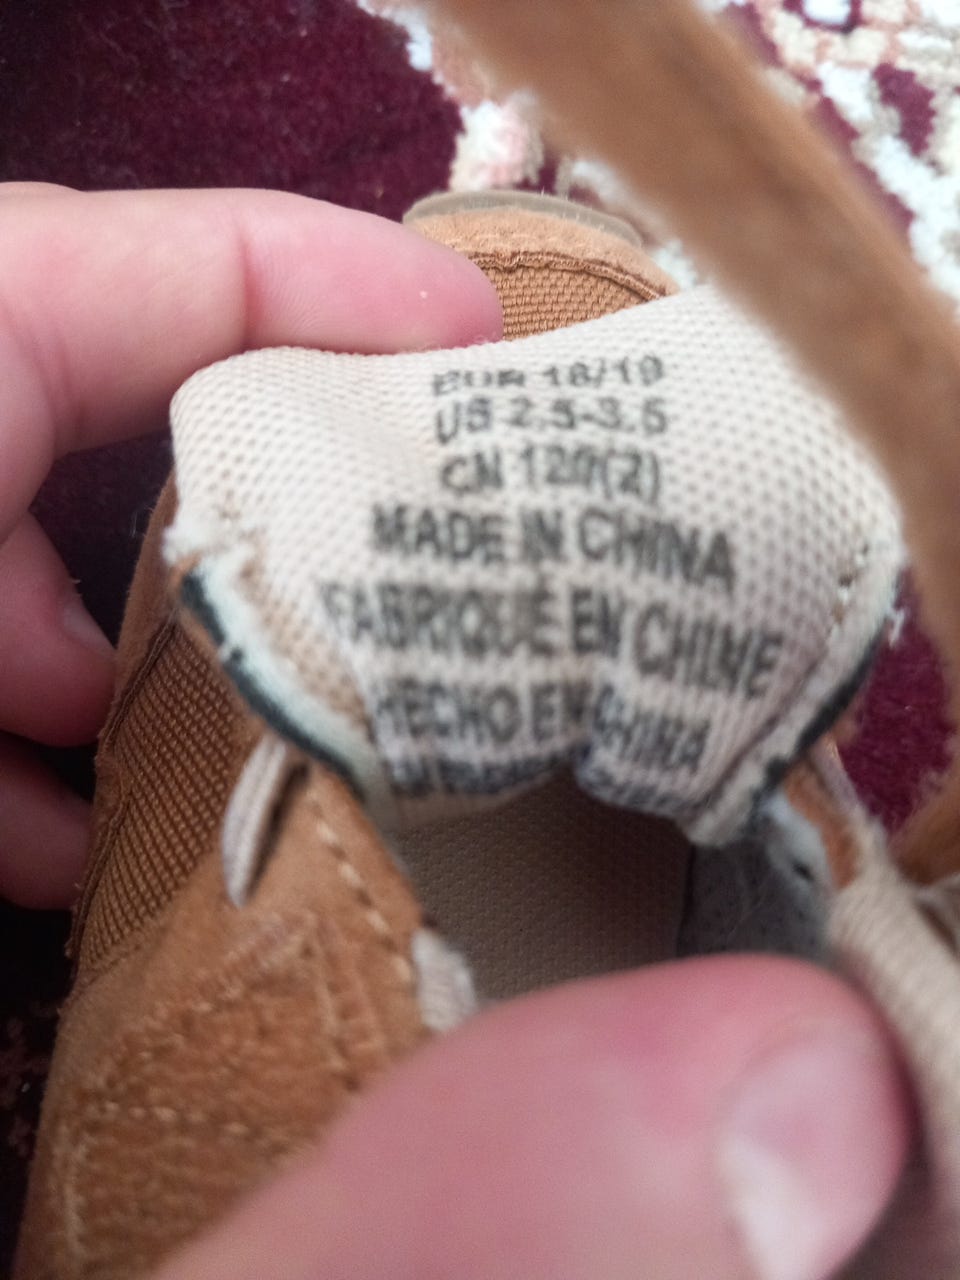 EUR 18/19
US 2.5-3.5
CN 120(2)
MADE IN CHINA
FABRIQUÉ EN CHINE
HECHO EN CHINA